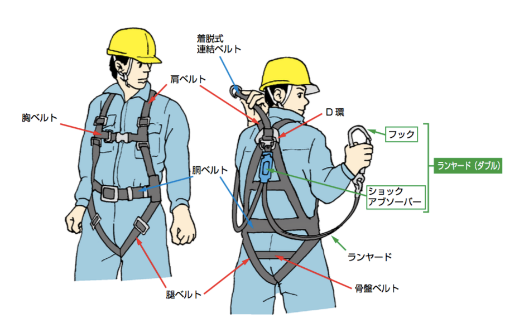 着脱式
連結ベルト
肩ベルト
胸ベルト
D環
フック
ランヤード（ダブル）
胴ベルト
ショック
アブソーバー
ランヤード
腿ベルト
骨盤ベルト